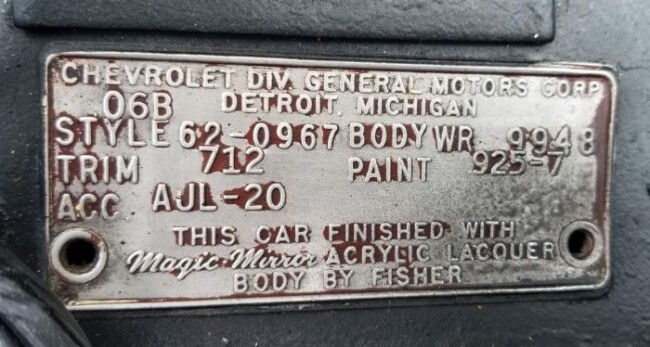 CHEVROLET DIV. GENERAL MOTORS CORP
06B DETROIT, MICHIGAN
STYLE 62-0967 BODY WR 9948
TRIM 712 PAINT 925-7
ACC. AJL-20
THIS CAR FINISHED WITH
Magic-Mirror ACRYLIC LACQUER
BODY BY FISHER